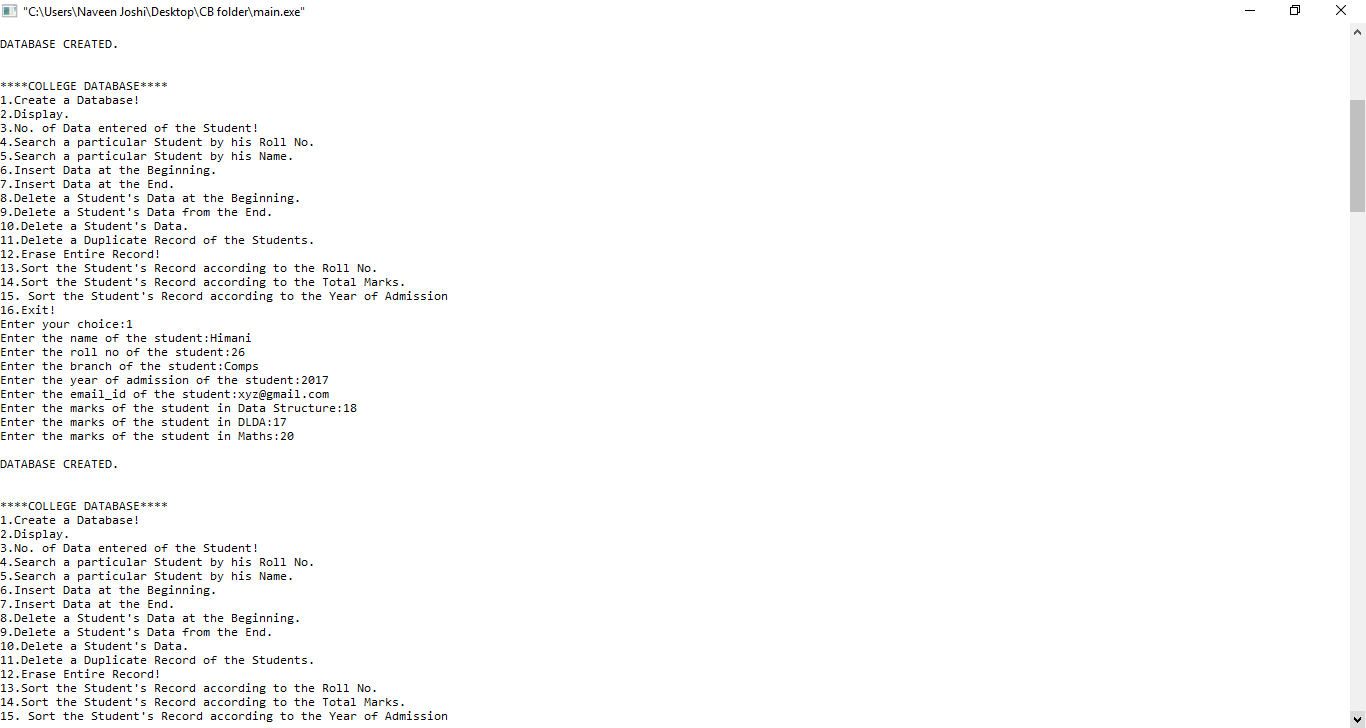 "C:\Users\Naveen Joshi\Desktop\CB folder\main.exe"
DATABASE CREATED.
****COLLEGE DATABASE****
1.Create a Database!
2.Display.
3.No. of Data entered of the Student!
4.Search a particular Student by his Roll No.
5.Search a particular Student by his Name.
6.Insert Data at the Beginning.
7.Insert Data at the End.
8.Delete a Student's Data at the Beginning.
9.Delete a Student's Data from the End.
10.Delete a Student's Data.
11.Delete a Duplicate Record of the Students.
12.Erase Entire Record!
13.Sort the Student's Record according to the Roll No.
14.Sort the Student's Record according to the Total Marks.
15. Sort the Student's Record according to the Year of Admission
16.Exit!
Enter your choice:1
Enter the name of the student:Himani
Enter the roll no of the student:26
Enter the branch of the student:Comps
Enter the year of admission of the student:2017
Enter the email_id of the student:xyz@gmail.com
Enter the marks of the student in Data Structure:18
Enter the marks of the student in DLDA:17
Enter the marks of the student in Maths:20
DATABASE CREATED.
****COLLEGE DATABASE****
1.Create a Database!
2.Display.
3.No. of Data entered of the Student!
4.Search a particular Student by his Roll No.
5.Search a particular Student by his Name.
6.Insert Data at the Beginning.
7.Insert Data at the End.
8.Delete a Student's Data at the Beginning.
9.Delete a Student's Data from the End.
10.Delete a Student's Data.
11.Delete a Duplicate Record of the Students.
12.Erase Entire Record!
13.Sort the Student's Record according to the Roll No.
14.Sort the Student's Record according to the Total Marks.
15. Sort the Student's Record according to the Year of Admission